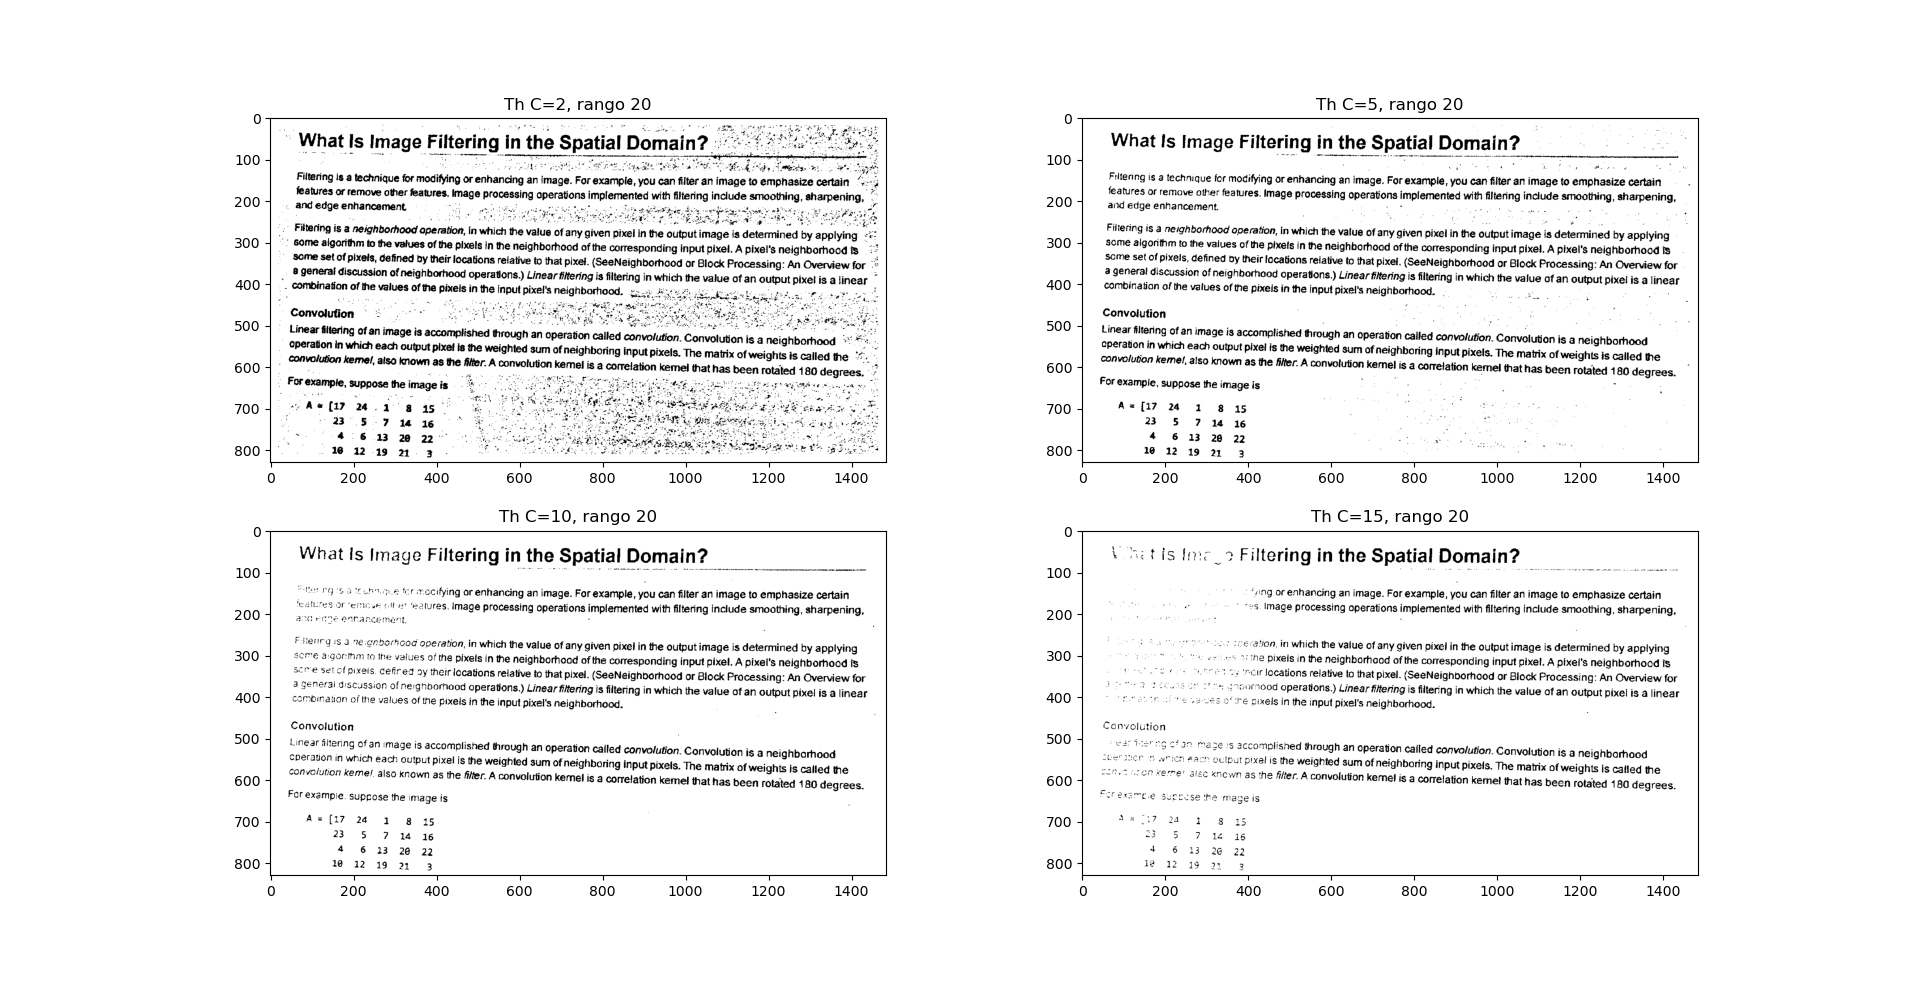 Th C=2, rango 20
0
100
200
300
400
500
600
700
800
What Is Image Filtering in the Spatial Domain?
Filtering is a technique for modifying or enhancing an image. For example, you can filter an image to emphasize certain
features or remove other features. Image processing operations implemented with filtering include smoothing, sharpening,
and edge enhancement.
Filtering is a neighborhood operation, in which the value of any given pixel in the output image is determined by applying
some algorithm to the values of the pixels in the neighborhood of the corresponding input pixel. A pixel's neighborhood is
some set of pixels, defined by their locations relative to that pixel. (SeeNeighborhood or Block Processing: An Overview for
a general discussion of neighborhood operations.) Linear filtering is filtering in which the value of an output pixel is a linear
combination of the values of the pixels in the input pixel's neighborhood.
Convolution
Linear filtering of an image is accomplished through an operation called convolution. Convolution is a neighborhood
operation in which each output pixel is the weighted sum of neighboring input pixels. The matrix of weights is called the
convolution kernel, also known as the filter. A convolution kernel is a correlation kernel that has been rotated 180 degrees.
For example, suppose the image is
A = [17 24 1 8 15
23 5 7 14 16
4 6 13 20 22
10 12 19 21 3
0 200 400 600 800 1000 1200 1400
Th C=5, rango 20
0
100
200
300
400
500
600
700
800
What Is Image Filtering in the Spatial Domain?
Filtering is a technique for modifying or enhancing an image. For example, you can filter an image to emphasize certain
features or remove other features. Image processing operations implemented with filtering include smoothing, sharpening,
and edge enhancement.
Filtering is a neighborhood operation, in which the value of any given pixel in the output image is determined by applying
some algorithm to the values of the pixels in the neighborhood of the corresponding input pixel. A pixel's neighborhood is
some set of pixels, defined by their locations relative to that pixel. (SeeNeighborhood or Block Processing: An Overview for
a general discussion of neighborhood operations.) Linear filtering is filtering in which the value of an output pixel is a linear
combination of the values of the pixels in the input pixel's neighborhood.
Convolution
Linear filtering of an image is accomplished through an operation called convolution. Convolution is a neighborhood
operation in which each output pixel is the weighted sum of neighboring input pixels. The matrix of weights is called the
convolution kernel, also known as the filter. A convolution kernel is a correlation kernel that has been rotated 180 degrees.
For example, suppose the image is
A = [17 24 1 8 15
23 5 7 14 16
4 6 13 20 22
10 12 19 21 3
0 200 400 600 800 1000 1200 1400
Th C=10, rango 20
0
100
200
300
400
500
600
700
800
What Is Image Filtering in the Spatial Domain?
Filtering is a technique for modifying or enhancing an image. For example, you can filter an image to emphasize certain
features or remove other features. Image processing operations implemented with filtering include smoothing, sharpening,
and edge enhancement.
Filtering is a neighborhood operation, in which the value of any given pixel in the output image is determined by applying
some algorithm to the values of the pixels in the neighborhood of the corresponding input pixel. A pixel's neighborhood is
some set of pixels, defined by their locations relative to that pixel. (SeeNeighborhood or Block Processing: An Overview for
a general discussion of neighborhood operations.) Linear filtering is filtering in which the value of an output pixel is a linear
combination of the values of the pixels in the input pixel's neighborhood.
Convolution
Linear filtering of an image is accomplished through an operation called convolution. Convolution is a neighborhood
operation in which each output pixel is the weighted sum of neighboring input pixels. The matrix of weights is called the
convolution kernel, also known as the filter. A convolution kernel is a correlation kernel that has been rotated 180 degrees.
For example, suppose the image is
A = [17 24 1 8 15
23 5 7 14 16
4 6 13 20 22
10 12 19 21 3
0 200 400 600 800 1000 1200 1400
Th C=15, rango 20
0
100
200
300
400
500
600
700
800
Is Filtering in the Spatial Domain?
or enhancing an image. For example, you can filter an image to emphasize certain
Image processing operations implemented with filtering include smoothing, sharpening,
in which the value of any given pixel in the output image is determined by applying
the pixels in the neighborhood of the corresponding input pixel. A pixel's neighborhood is
locations relative to that pixel. (SeeNeighborhood or Block Processing: An Overview for
operations.) Linear filtering is filtering in which the value of an output pixel is a linear
pixels in the input pixel's neighborhood.
Convolution
accomplished through an operation called convolution. Convolution is a neighborhood
output pixel is the weighted sum of neighboring input pixels. The matrix of weights is called the
also known as the filter. A convolution kernel is a correlation kernel that has been rotated 180 degrees.
For example, suppose the image is
A = [17 24 1 8 15
23 5 7 14 16
4 6 13 20 22
10 12 19 21 3
0 200 400 600 800 1000 1200 1400